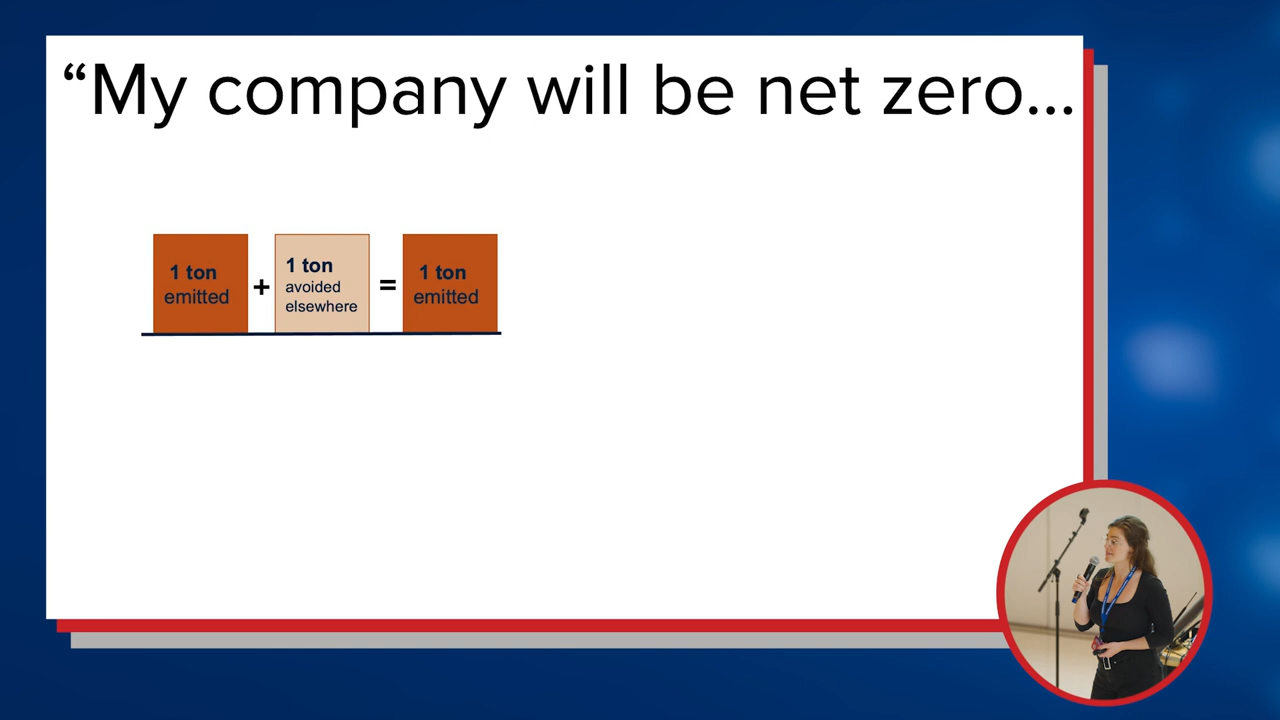 “My company will be net zero...
1 ton
emitted
+
1 ton
avoided
elsewhere
=
1 ton
emitted